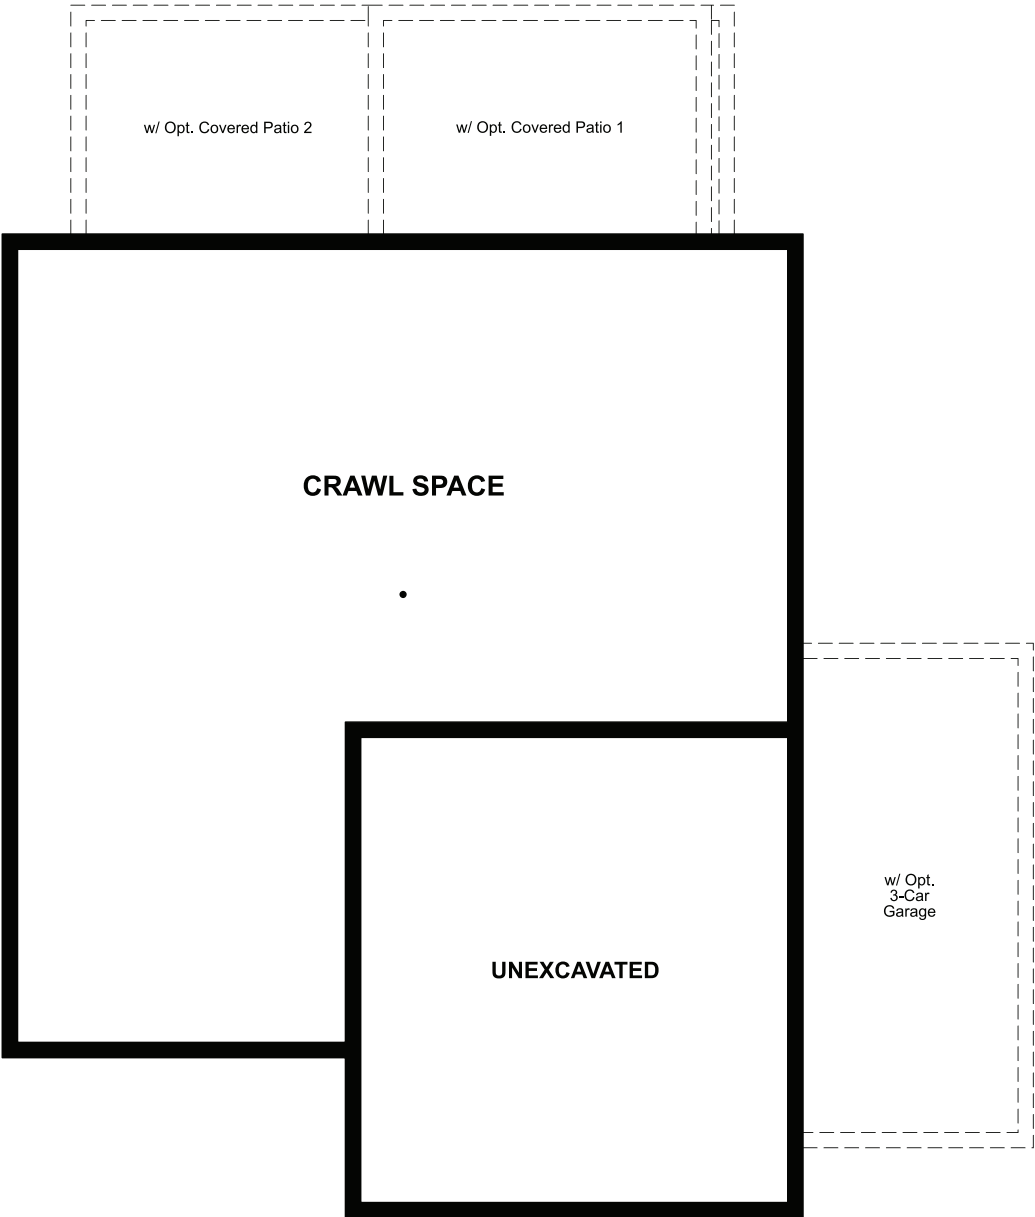 w/ Opt. Covered Patio 2
w/ Opt. Covered Patio 1
CRAWL SPACE
w/ Opt.
3-Car
Garage
UNEXCAVATED